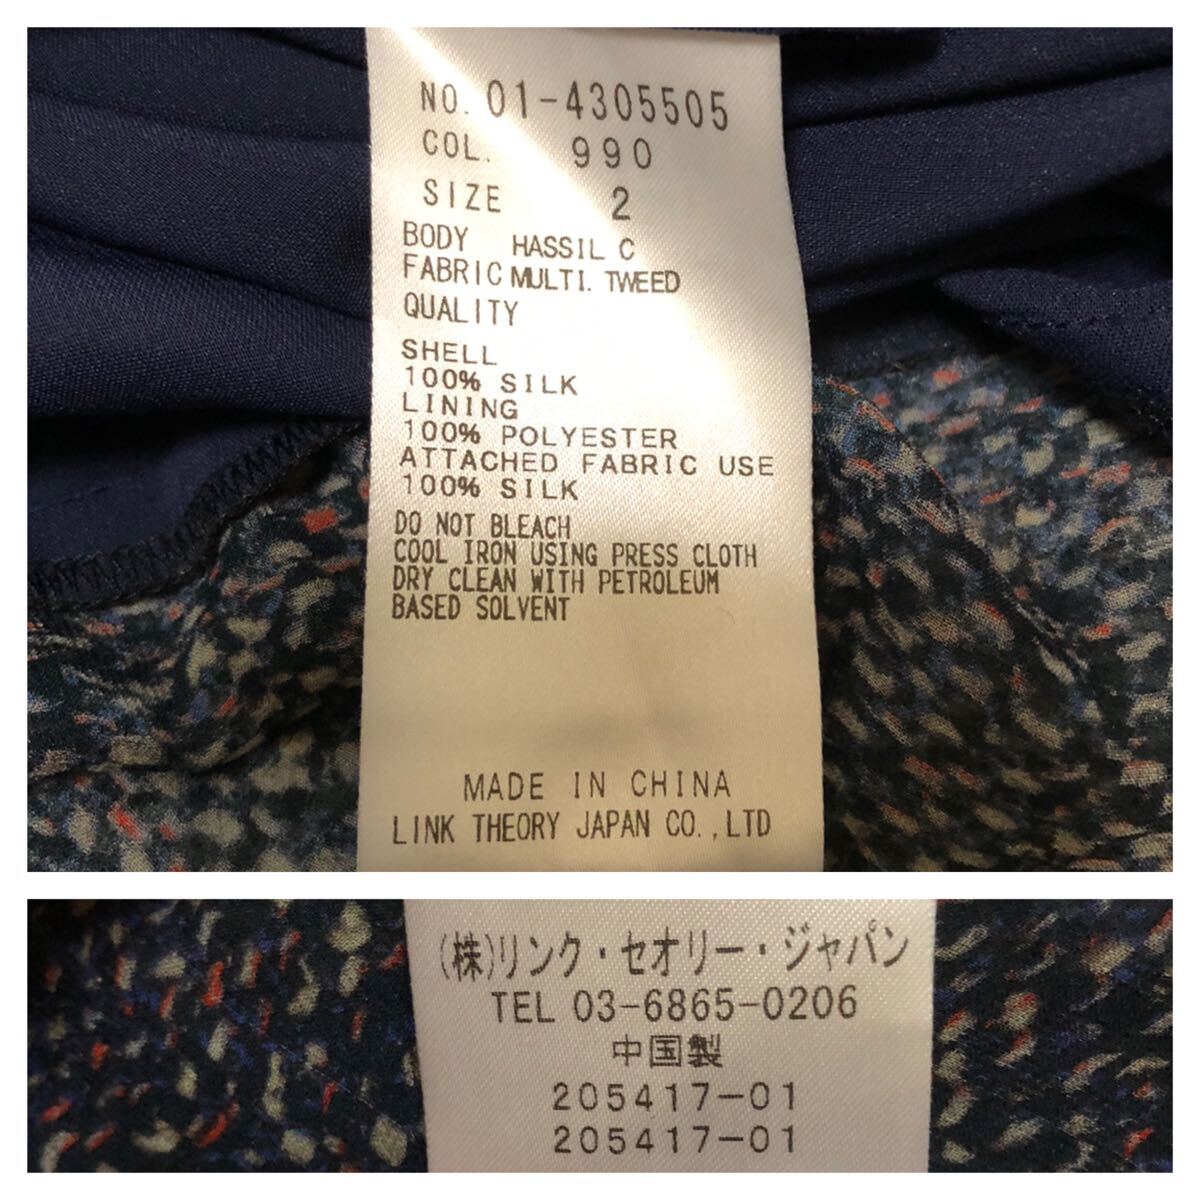 NO. 01-4305505
COL. 990
SIZE 2
BODY HASSIL C
FABRIC MULTI. TWEED
QUALITY
SHELL
100% SILK
LINING
100% POLYESTER
ATTACHED FABRIC USE
100% SILK
DO NOT BLEACH
COOL IRON USING PRESS CLOTH
DRY CLEAN WITH PETROLEUM
BASED SOLVENT
MADE IN CHINA
LINK THEORY JAPAN CO.,LTD
(株)リンク・セオリー・ジャパン
TEL 03-6865-0206
中国製
205417-01
205417-01